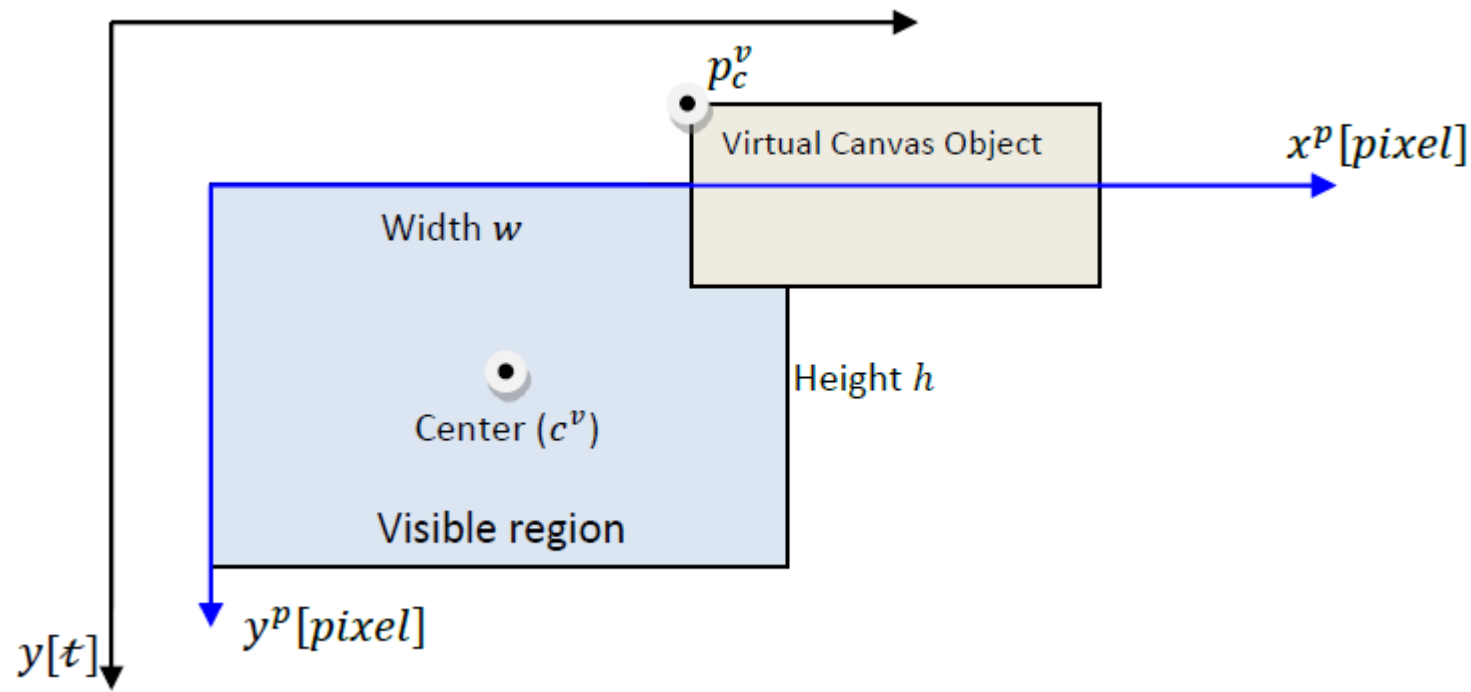 p_c^v
Virtual Canvas Object
x^p[pixel]
Width w
Height h
Center (c^v)
Visible region
y^p[pixel]
y[t]